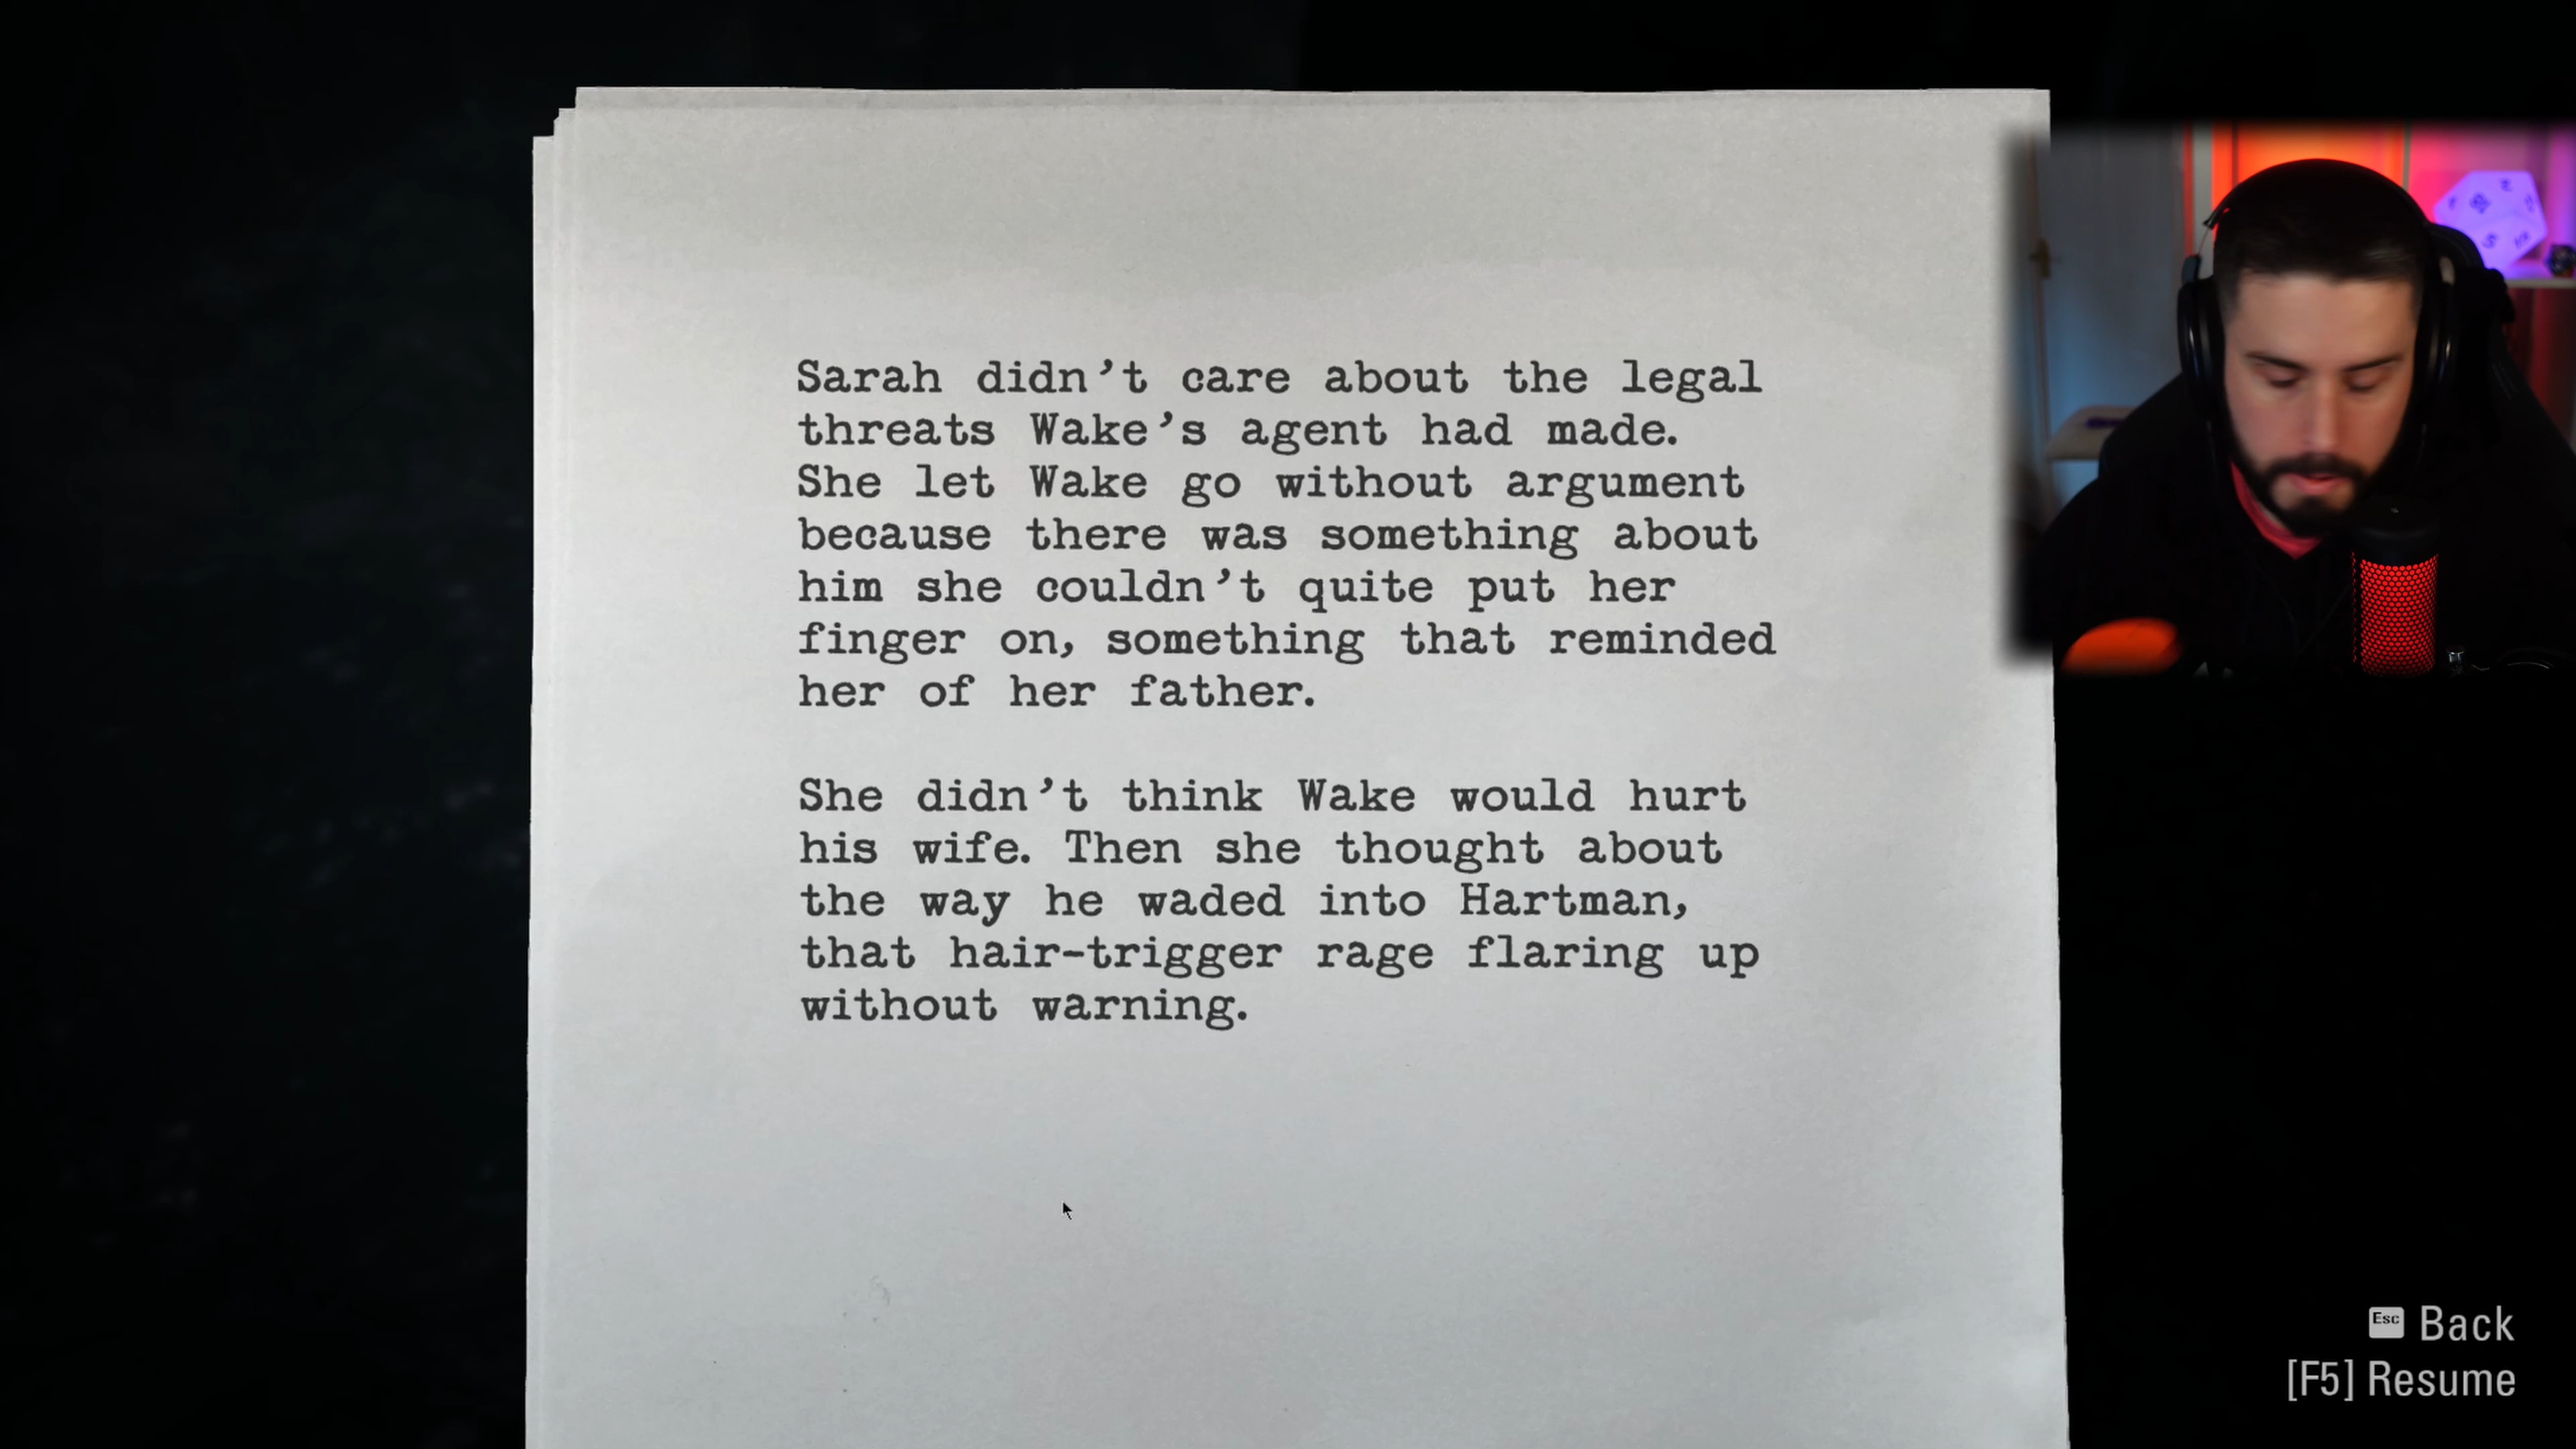 Sarah didn’t care about the legal
threats Wake’s agent had made.
She let Wake go without argument
because there was something about
him she couldn’t quite put her
finger on, something that reminded
her of her father.
She didn’t think Wake would hurt
his wife. Then she thought about
the way he waded into Hartman,
that hair-trigger rage flaring up
without warning.
Esc Back
[F5] Resume